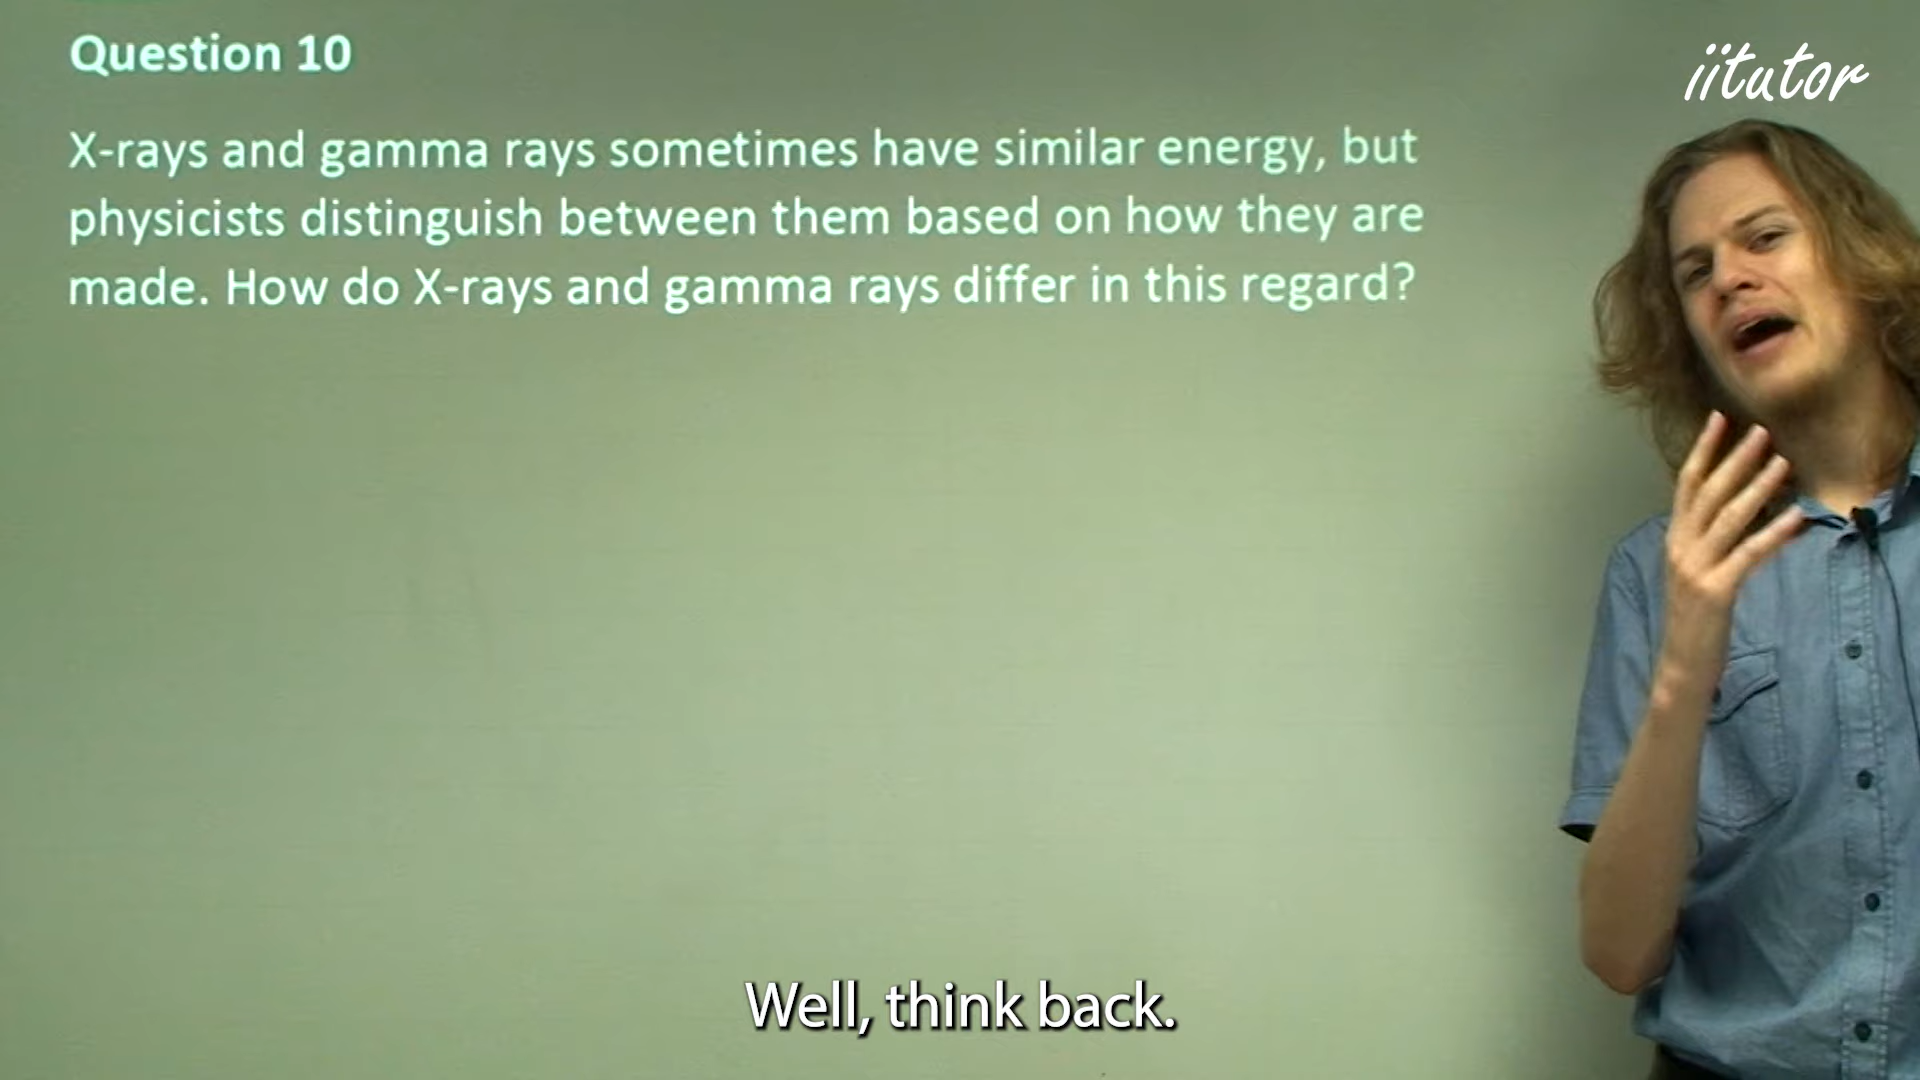 Question 10
iitutor
X-rays and gamma rays sometimes have similar energy, but
physicists distinguish between them based on how they are
made. How do X-rays and gamma rays differ in this regard?
Well, think back.